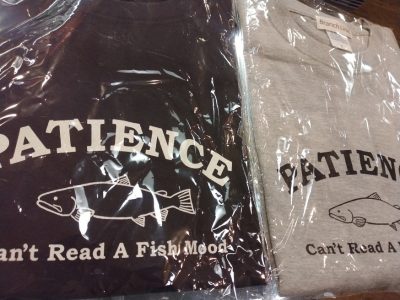 PATIENCE
an't Read A Fish Mood
PATIENC
Can't Read A